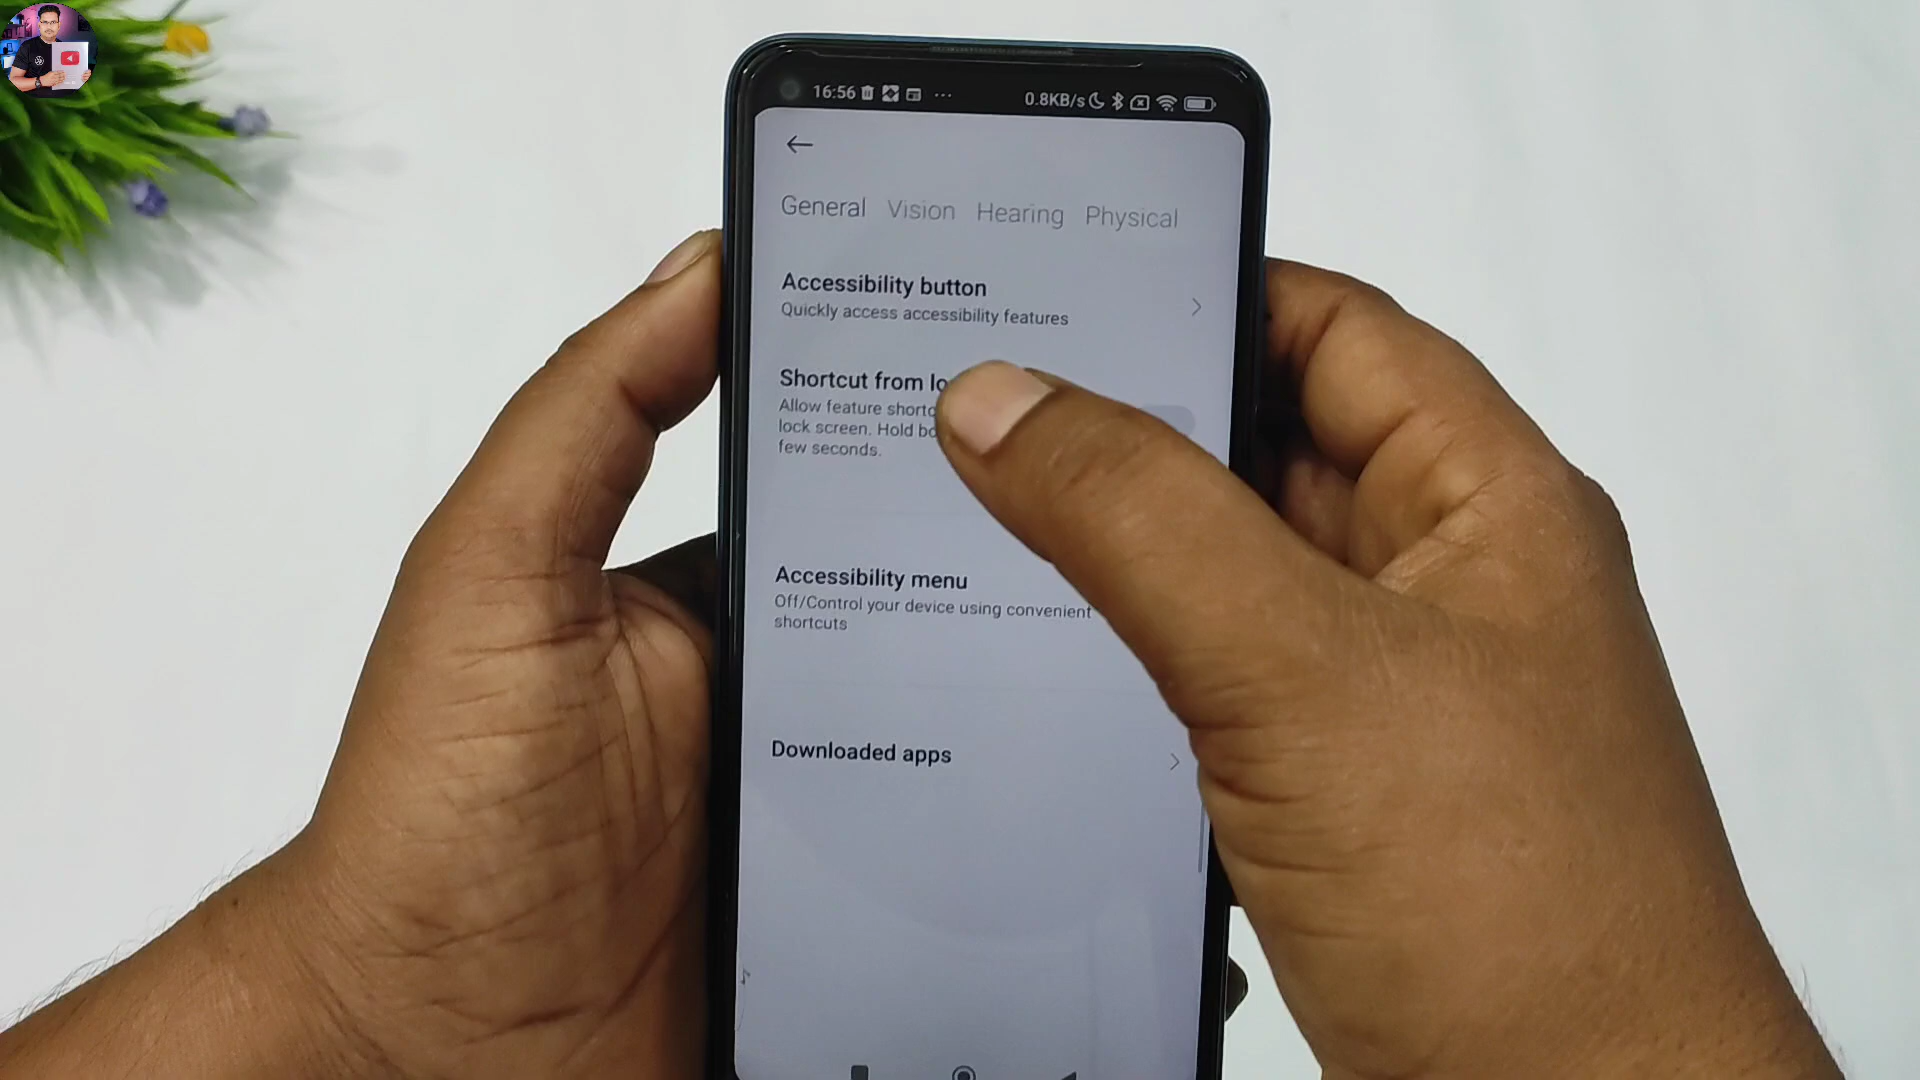 16:56 ... 0.8KB/s
General Vision Hearing Physical
Accessibility button
Quickly access accessibility features
Shortcut from lo
Allow feature shortc
lock screen. Hold bo
few seconds.
Accessibility menu
Off/Control your device using convenient
shortcuts
Downloaded apps